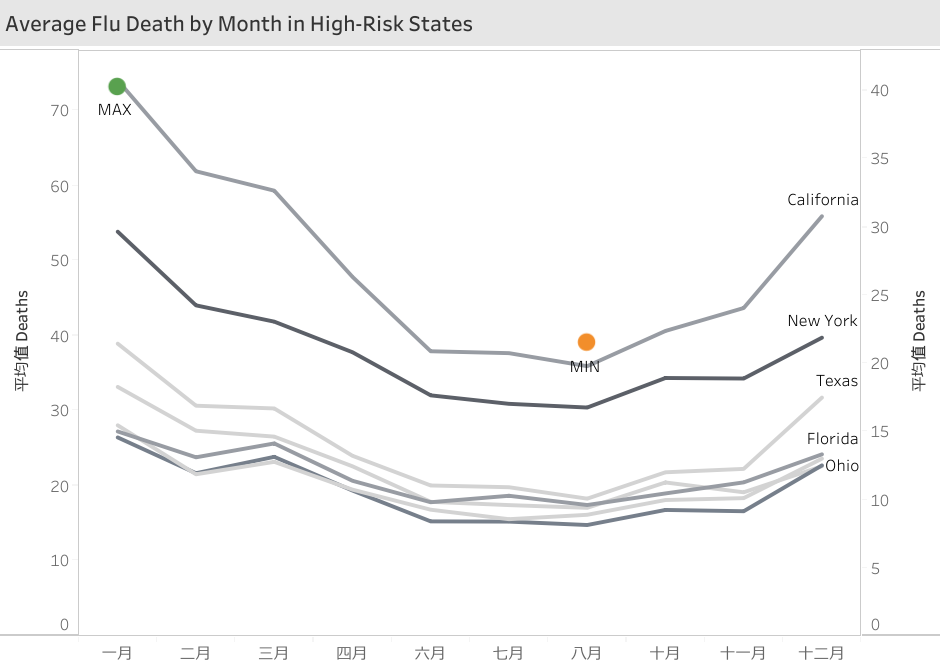 Average Flu Death by Month in High-Risk States
平均值 Deaths
70
60
50
40
30
20
10
0
MAX
MIN
California
New York
Texas
Florida
Ohio
40
35
30
25
20
15
10
5
0
平均值 Deaths
一月 二月 三月 四月 六月 七月 八月 十月 十一月 十二月